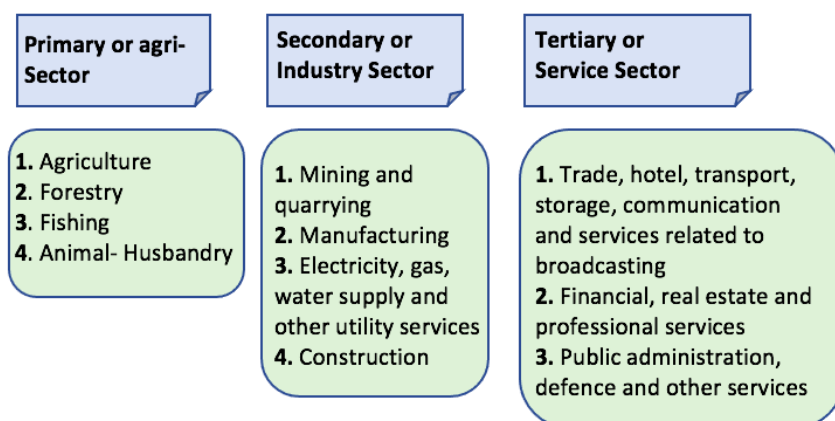 Primary or agri-
Sector
Secondary or
Industry Sector
Tertiary or
Service Sector
1. Agriculture
2. Forestry
3. Fishing
4. Animal- Husbandry
1. Mining and
quarrying
2. Manufacturing
3. Electricity, gas,
water supply and
other utility services
4. Construction
1. Trade, hotel, transport,
storage, communication
and services related to
broadcasting
2. Financial, real estate and
professional services
3. Public administration,
defence and other services